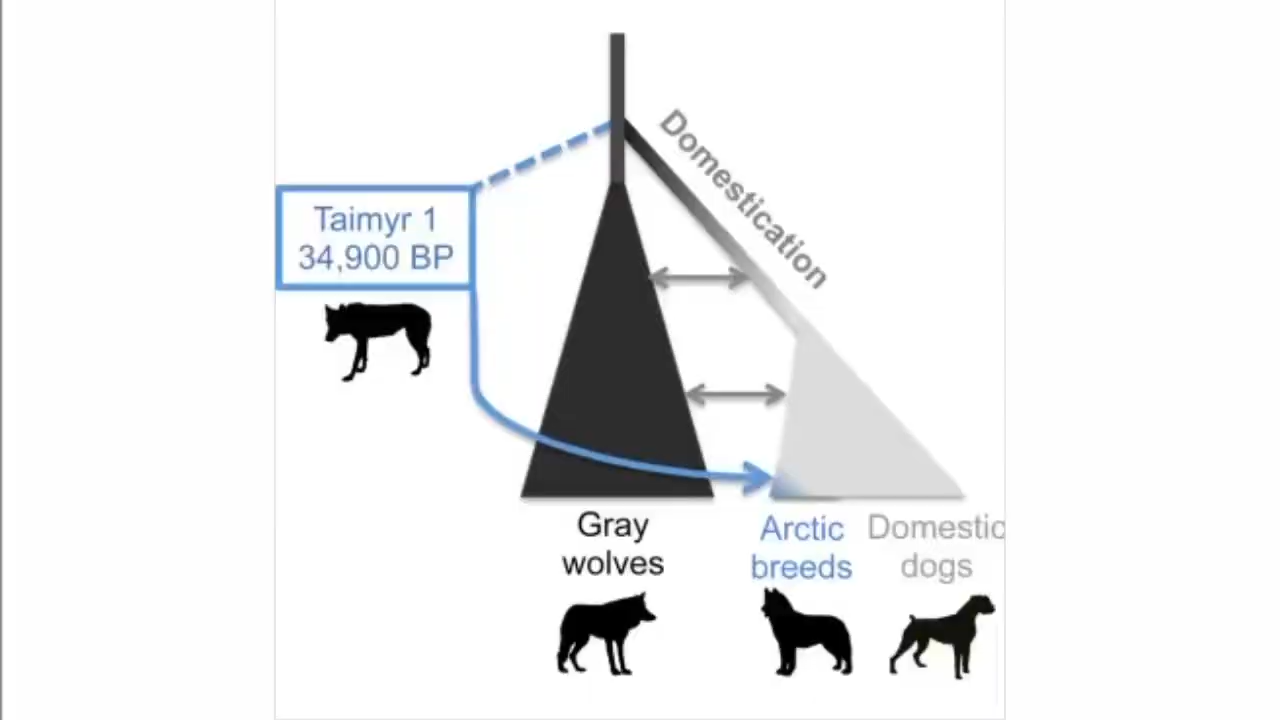 Domestication
Taimyr 1
34,900 BP
Gray
wolves
Arctic
breeds
Domestic
dogs